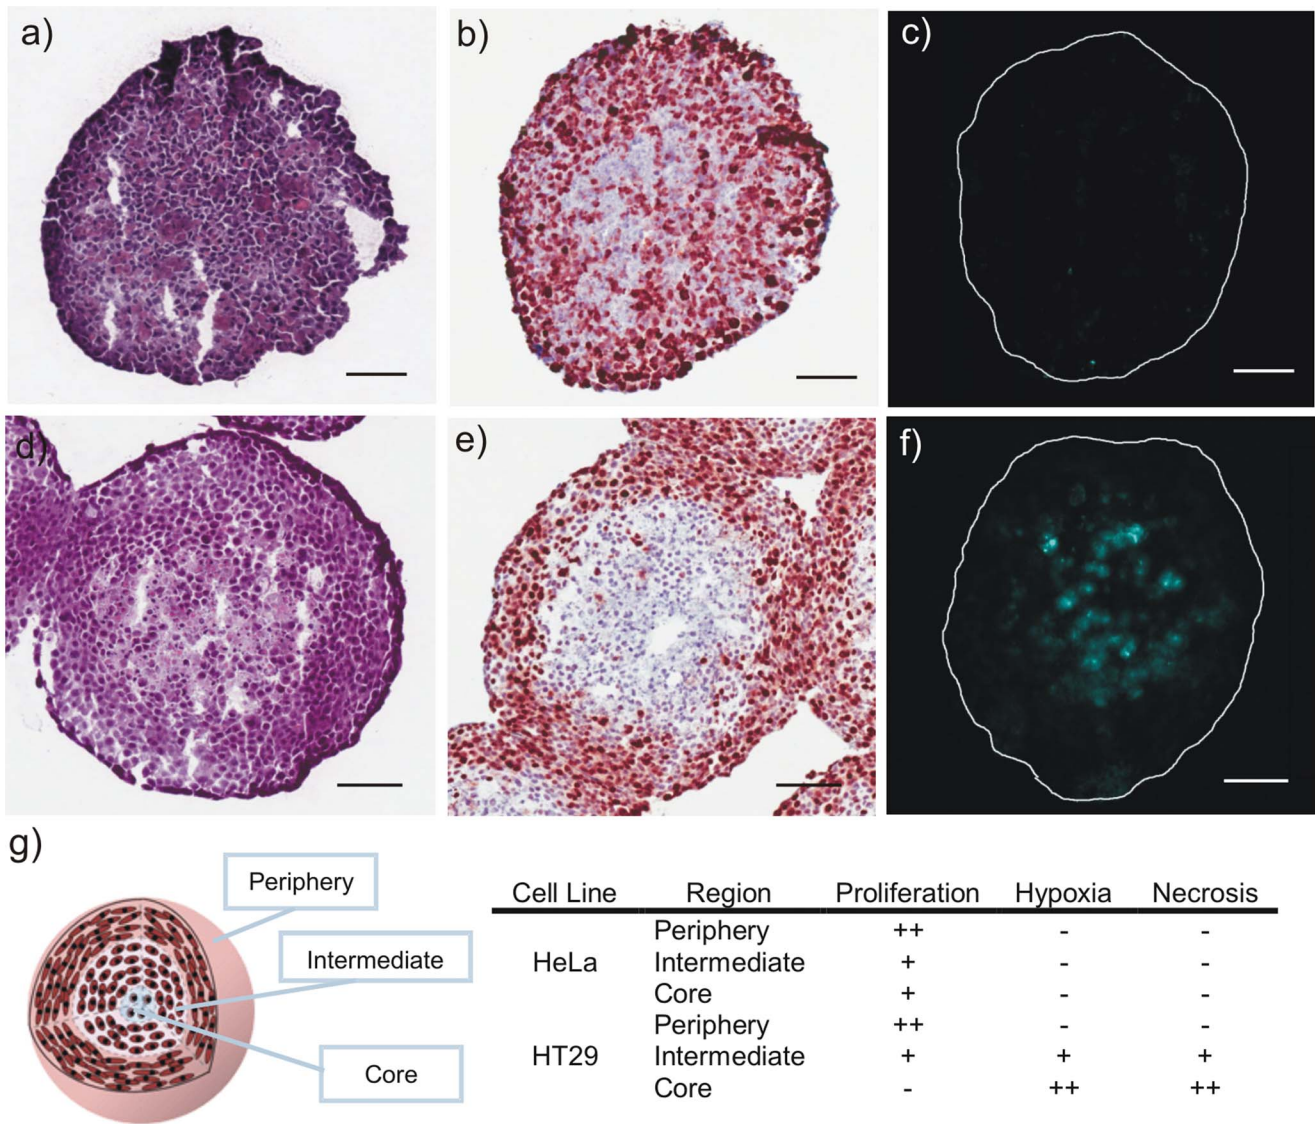 a)
b)
c)
d)
e)
f)
g)
Periphery
Intermediate
Core
Cell Line Region Proliferation Hypoxia Necrosis
HeLa
Periphery ++ - -
Intermediate + - -
Core + - -
HT29
Periphery ++ - -
Intermediate + + +
Core - ++ ++